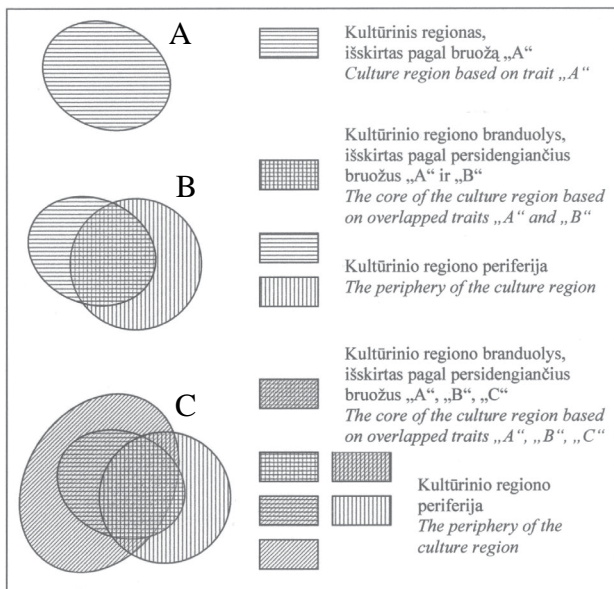 A
Kultūrinis regionas,
išskirtas pagal bruožą „A“
Culture region based on trait „A“
B
Kultūrinio regiono branduolys,
išskirtas pagal persidengiančius
bruožus „A“ ir „B“
The core of the culture region based
on overlapped traits „A“ and „B“
Kultūrinio regiono periferija
The periphery of the culture region
C
Kultūrinio regiono branduolys,
išskirtas pagal persidengiančius
bruožus „A“, „B“, „C“
The core of the culture region based
on overlapped traits „A“, „B“, „C“
Kultūrinio regiono
periferija
The periphery of the
culture region